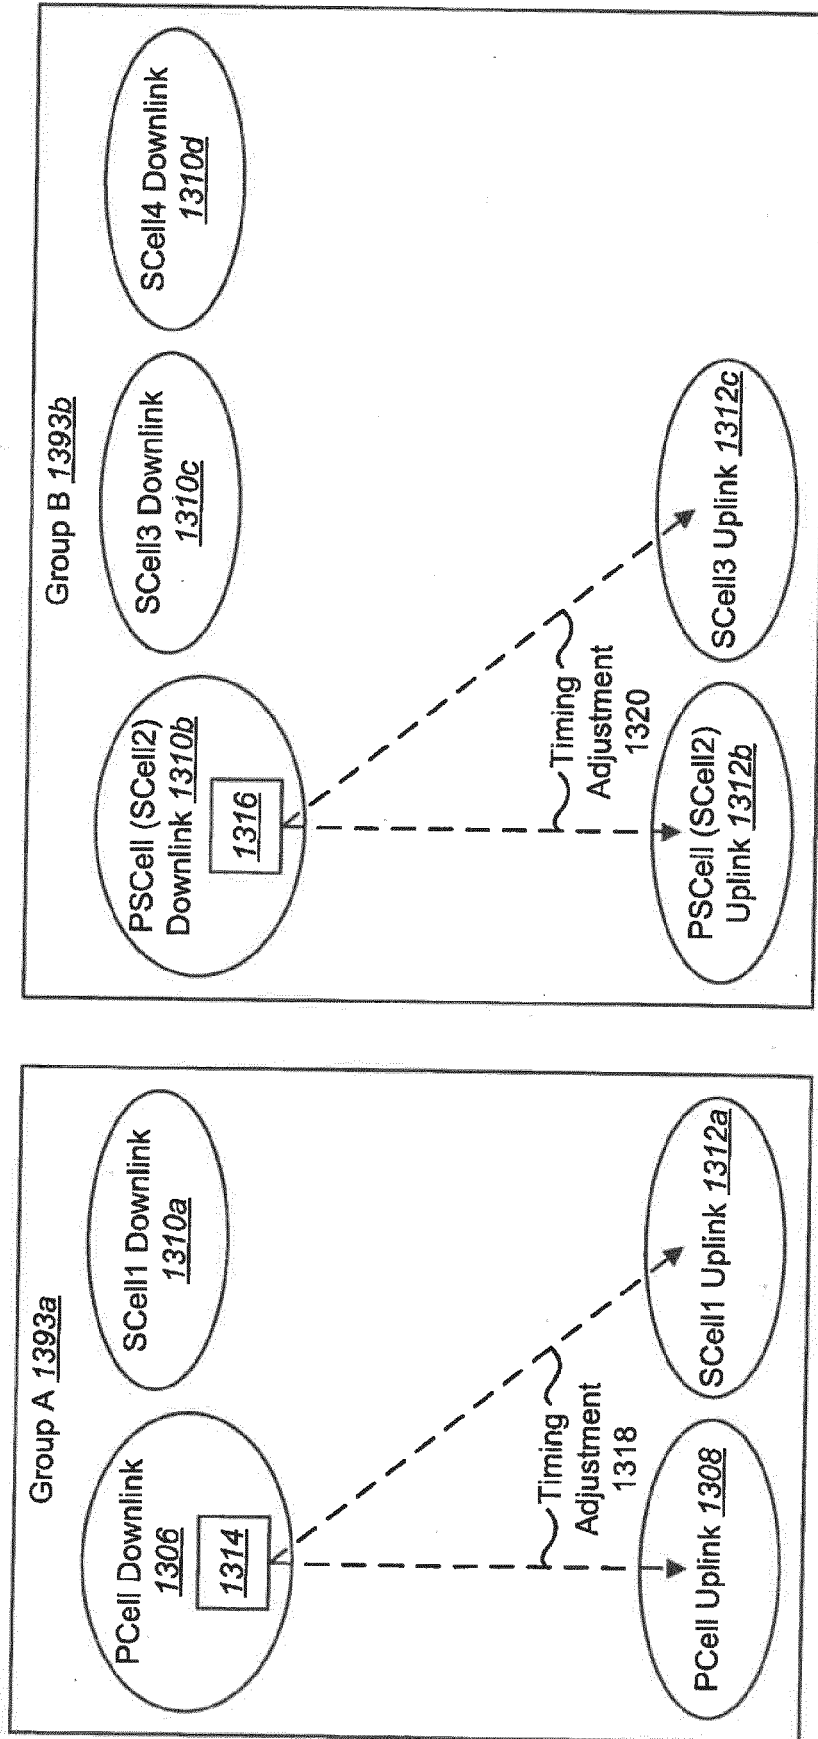 Group A 1393a
PCell Downlink
1306
1314
SCell1 Downlink
1310a
Timing
Adjustment
1318
PCell Uplink 1308
SCell1 Uplink 1312a
Group B 1393b
PSCell (SCell2)
Downlink 1310b
1316
SCell3 Downlink
1310c
SCell4 Downlink
1310d
Timing
Adjustment
1320
PSCell (SCell2)
Uplink 1312b
SCell3 Uplink 1312c